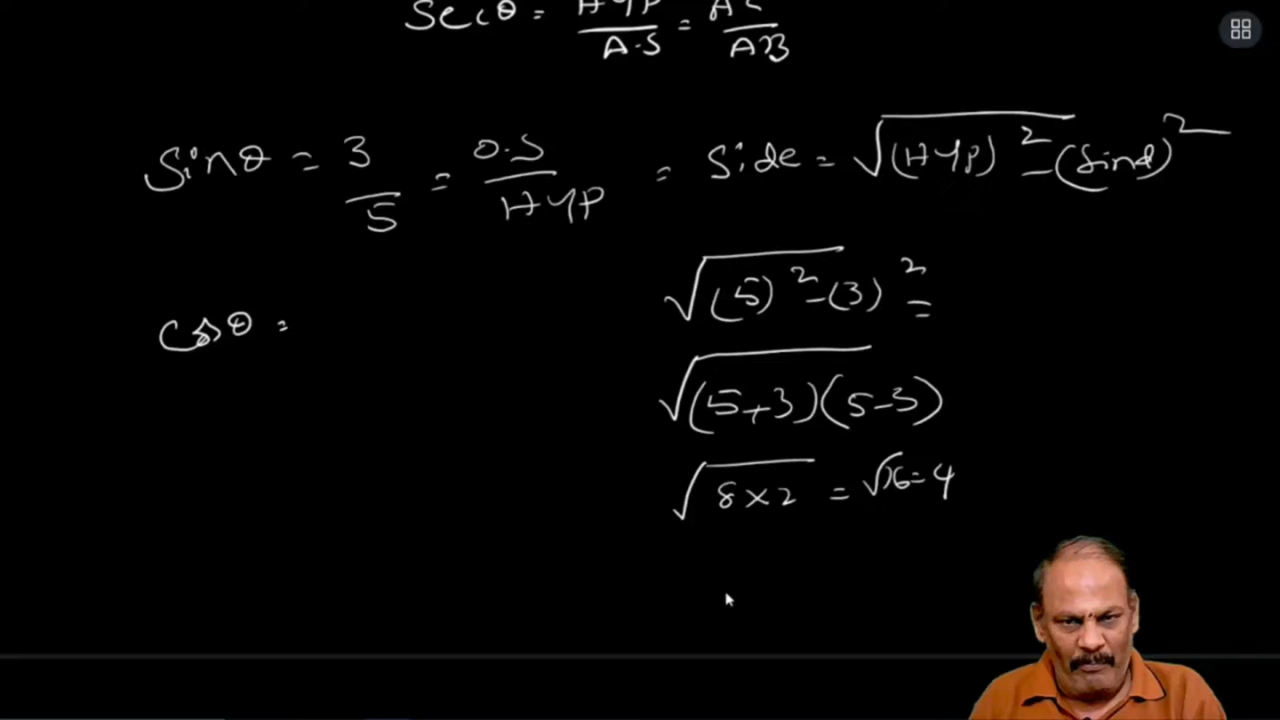 Secθ = Hyp/A.S = AC/AB
Sinθ = 3/5 = O.S/Hyp = Side = √(Hyp)² - (Sind)²
√(5)² - (3)² =
Cosθ =
√(5+3)(5-3)
√8×2 = √16 = 4